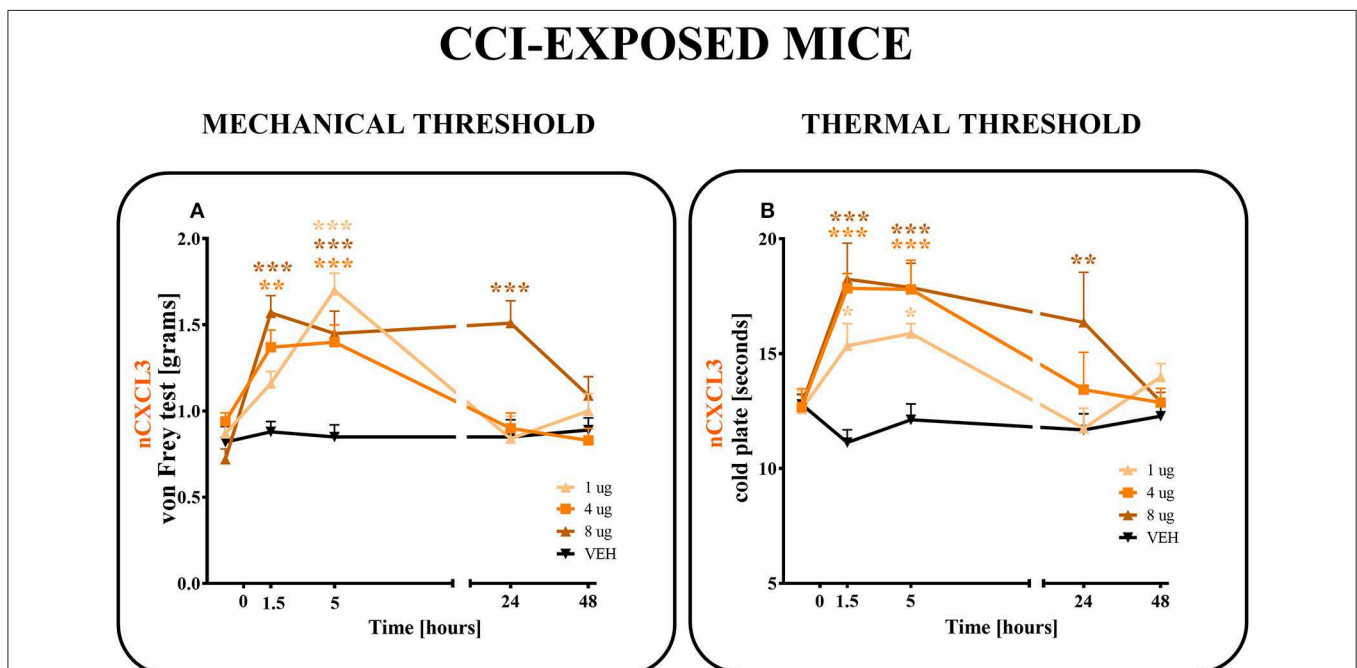 CCI-EXPOSED MICE
MECHANICAL THRESHOLD
THERMAL THRESHOLD
A
***
***
***
***
**
***
2.0
1.5
1.0
0.5
0.0
nCXCL3
von Frey test [grams]
1 ug
4 ug
8 ug
VEH
0 1.5 5 24 48
Time [hours]
B
***
***
***
***
**
*
*
20
15
10
5
nCXCL3
cold plate [seconds]
1 ug
4 ug
8 ug
VEH
0 1.5 5 24 48
Time [hours]